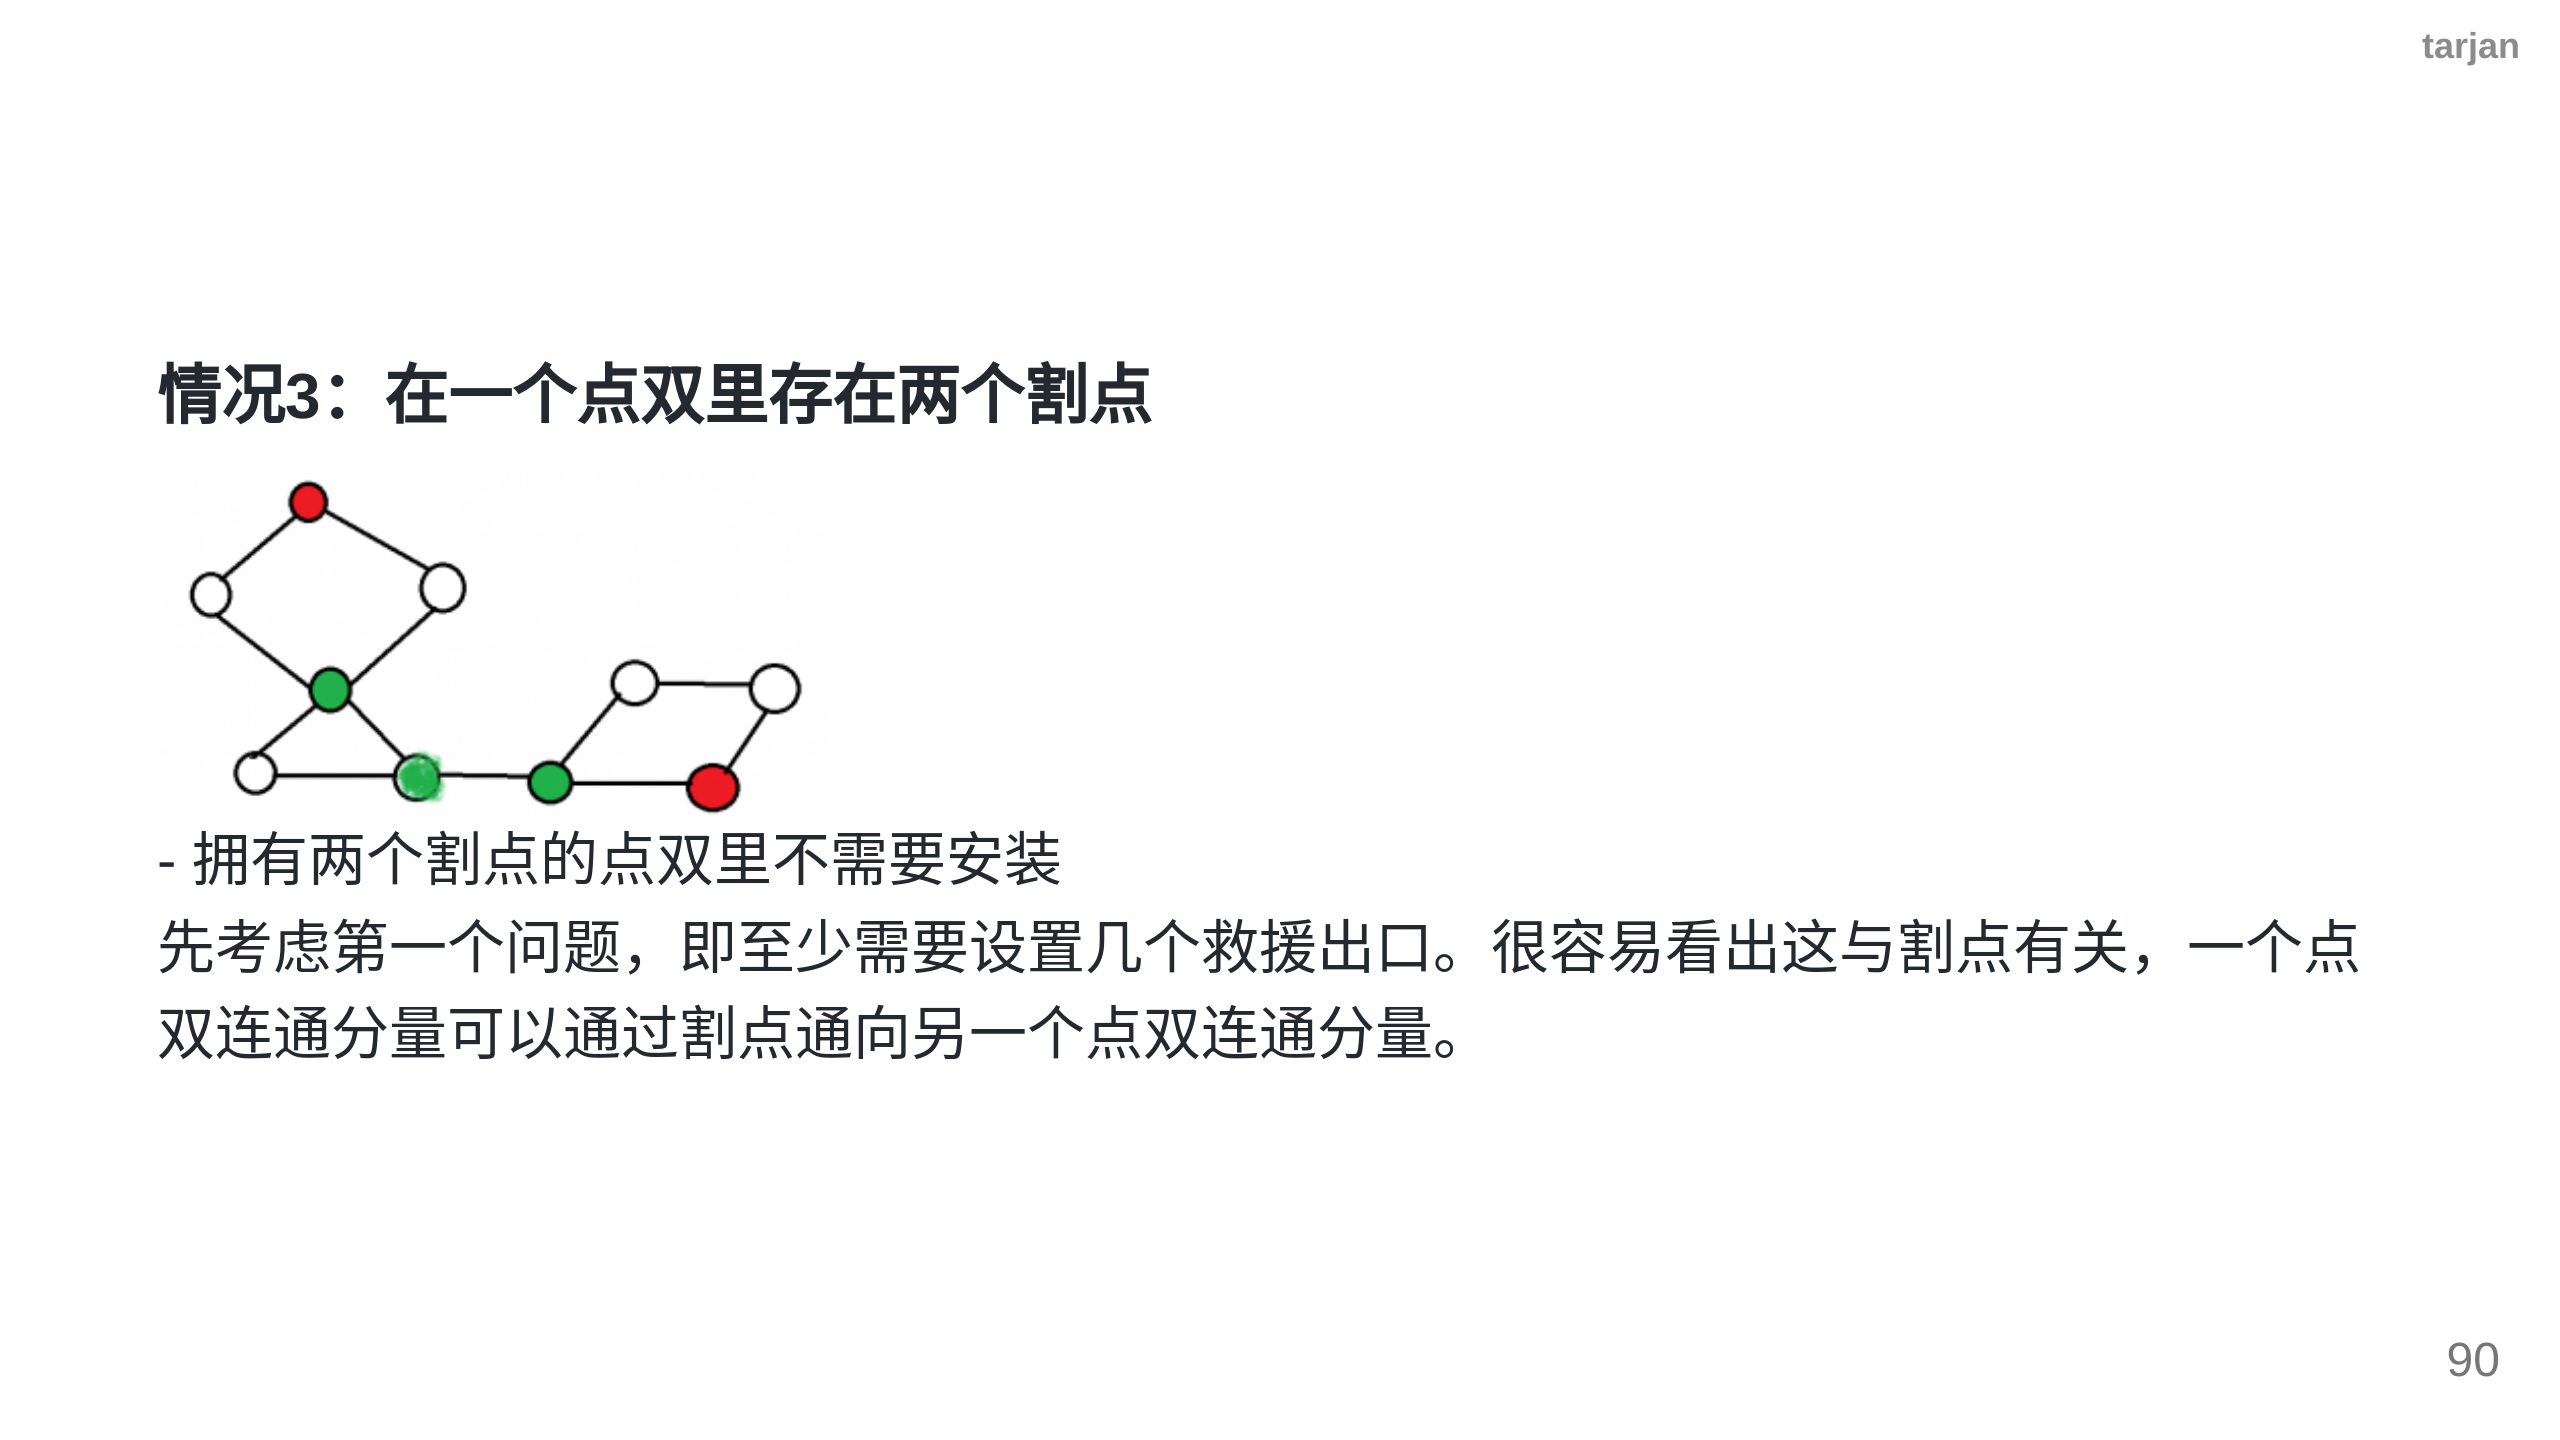 tarjan
情况3：在一个点双里存在两个割点
- 拥有两个割点的点双里不需要安装
先考虑第一个问题，即至少需要设置几个救援出口。很容易看出这与割点有关，一个点
双连通分量可以通过割点通向另一个点双连通分量。
90